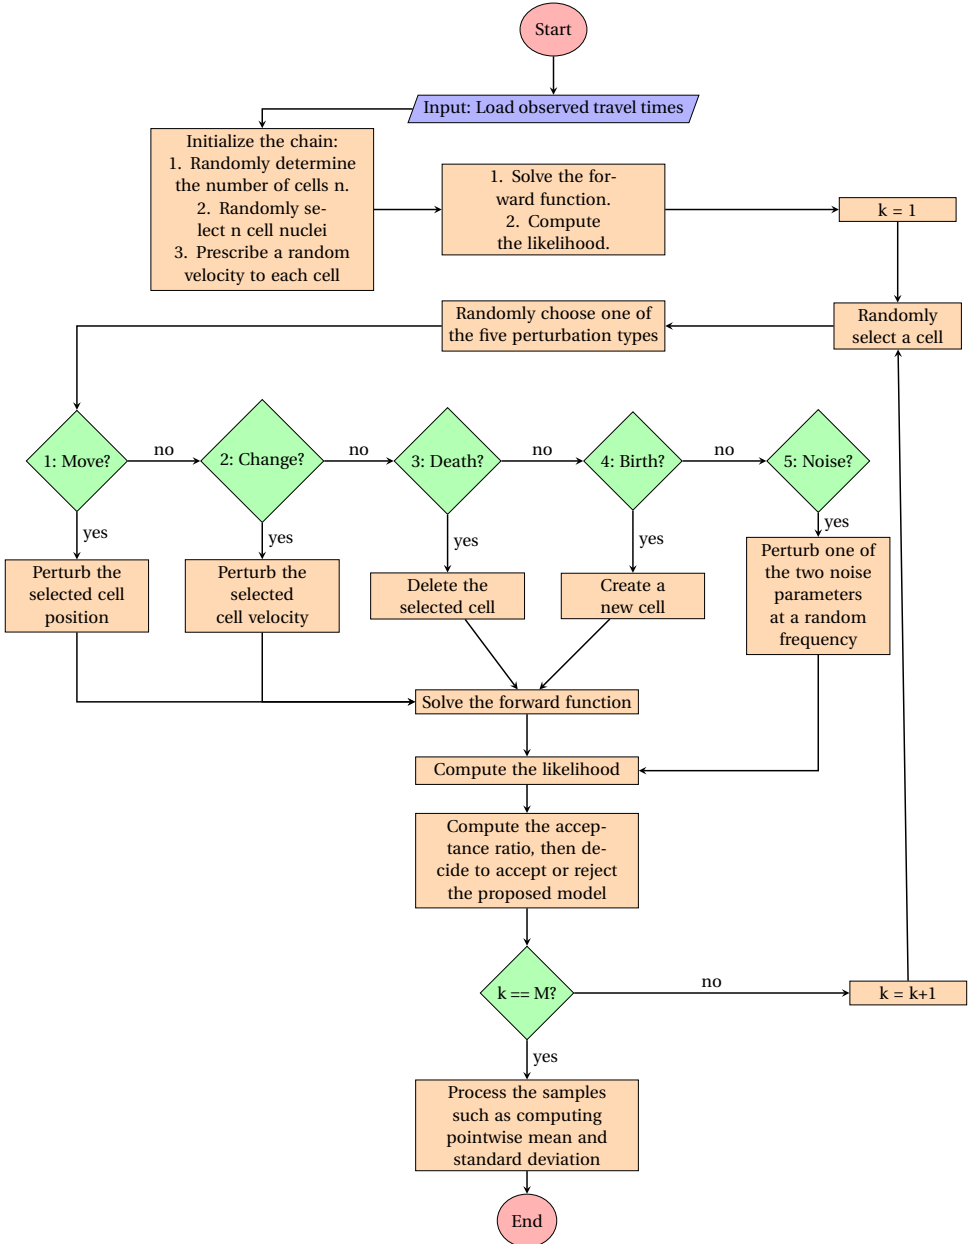 Start
Input: Load observed travel times
Initialize the chain:
1. Randomly determine
the number of cells n.
2. Randomly se-
lect n cell nuclei
3. Prescribe a random
velocity to each cell
1. Solve the for-
ward function.
2. Compute
the likelihood.
k = 1
Randomly
select a cell
Randomly choose one of
the five perturbation types
1: Move?
no
2: Change?
no
3: Death?
no
4: Birth?
no
5: Noise?
yes
yes
yes
yes
yes
Perturb the
selected cell
position
Perturb the
selected
cell velocity
Delete the
selected cell
Create a
new cell
Perturb one of
the two noise
parameters
at a random
frequency
Solve the forward function
Compute the likelihood
Compute the accep-
tance ratio, then de-
cide to accept or reject
the proposed model
k == M?
no
k = k+1
yes
Process the samples
such as computing
pointwise mean and
standard deviation
End